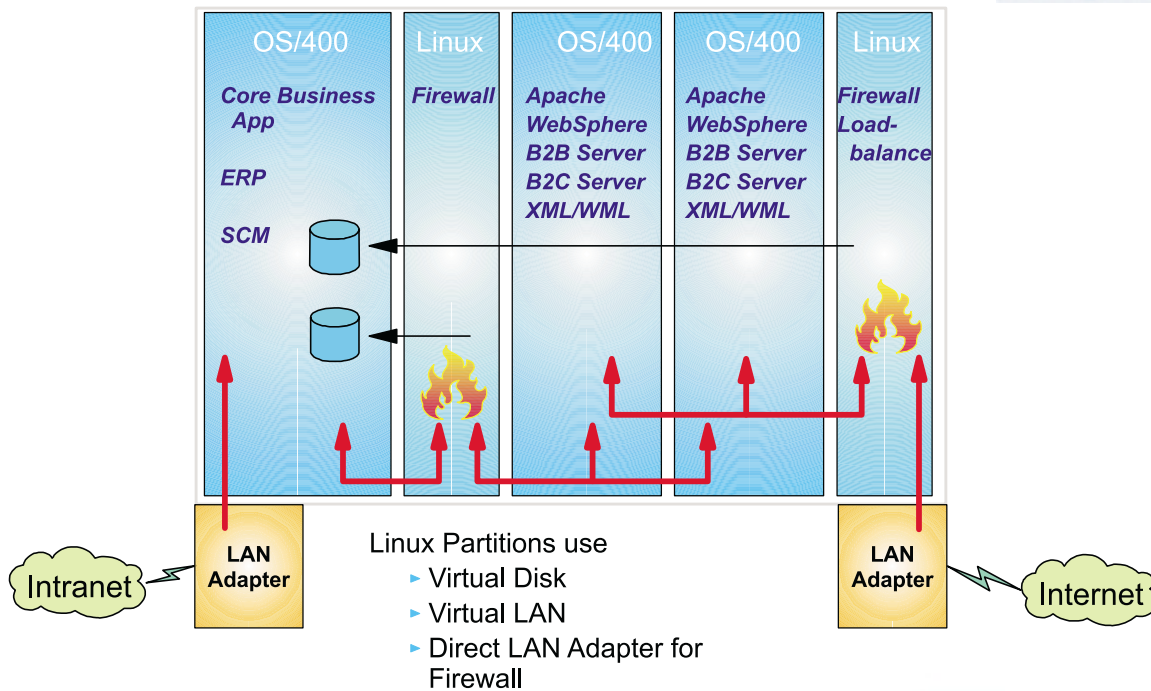 OS/400
Core Business
App
ERP
SCM
Linux
Firewall
OS/400
Apache
WebSphere
B2B Server
B2C Server
XML/WML
OS/400
Apache
WebSphere
B2B Server
B2C Server
XML/WML
Linux
Firewall
Load-
balance
Intranet
LAN
Adapter
Linux Partitions use
Virtual Disk
Virtual LAN
Direct LAN Adapter for
Firewall
LAN
Adapter
Internet